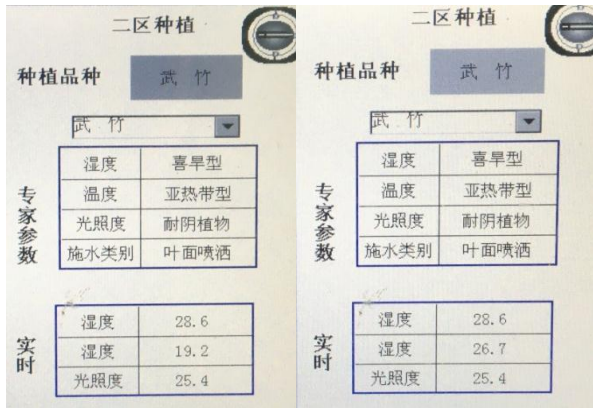 二区种植
种植品种 武 竹
武 竹
专家参数
湿度 喜旱型
温度 亚热带型
光照度 耐阴植物
施水类别 叶面喷洒
实时
湿度 28.6
湿度 19.2
光照度 25.4
二区种植
种植品种 武 竹
武 竹
专家参数
湿度 喜旱型
温度 亚热带型
光照度 耐阴植物
施水类别 叶面喷洒
实时
湿度 28.6
湿度 26.7
光照度 25.4